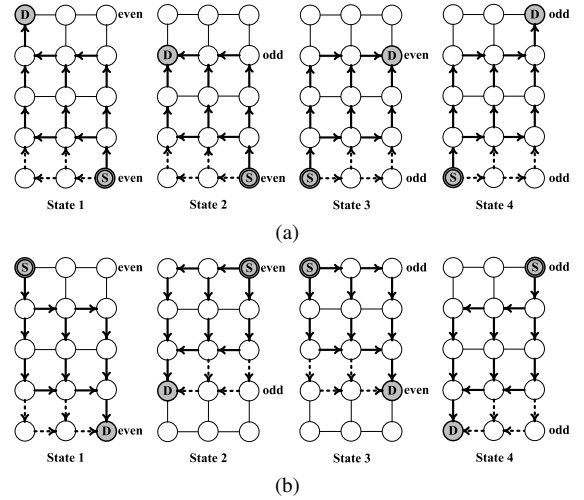 D even D odd
D odd D even
S even S even S odd S odd
State 1 State 2 State 3 State 4
(a)
S even S even S odd S odd
D odd D even
D even D odd
State 1 State 2 State 3 State 4
(b)